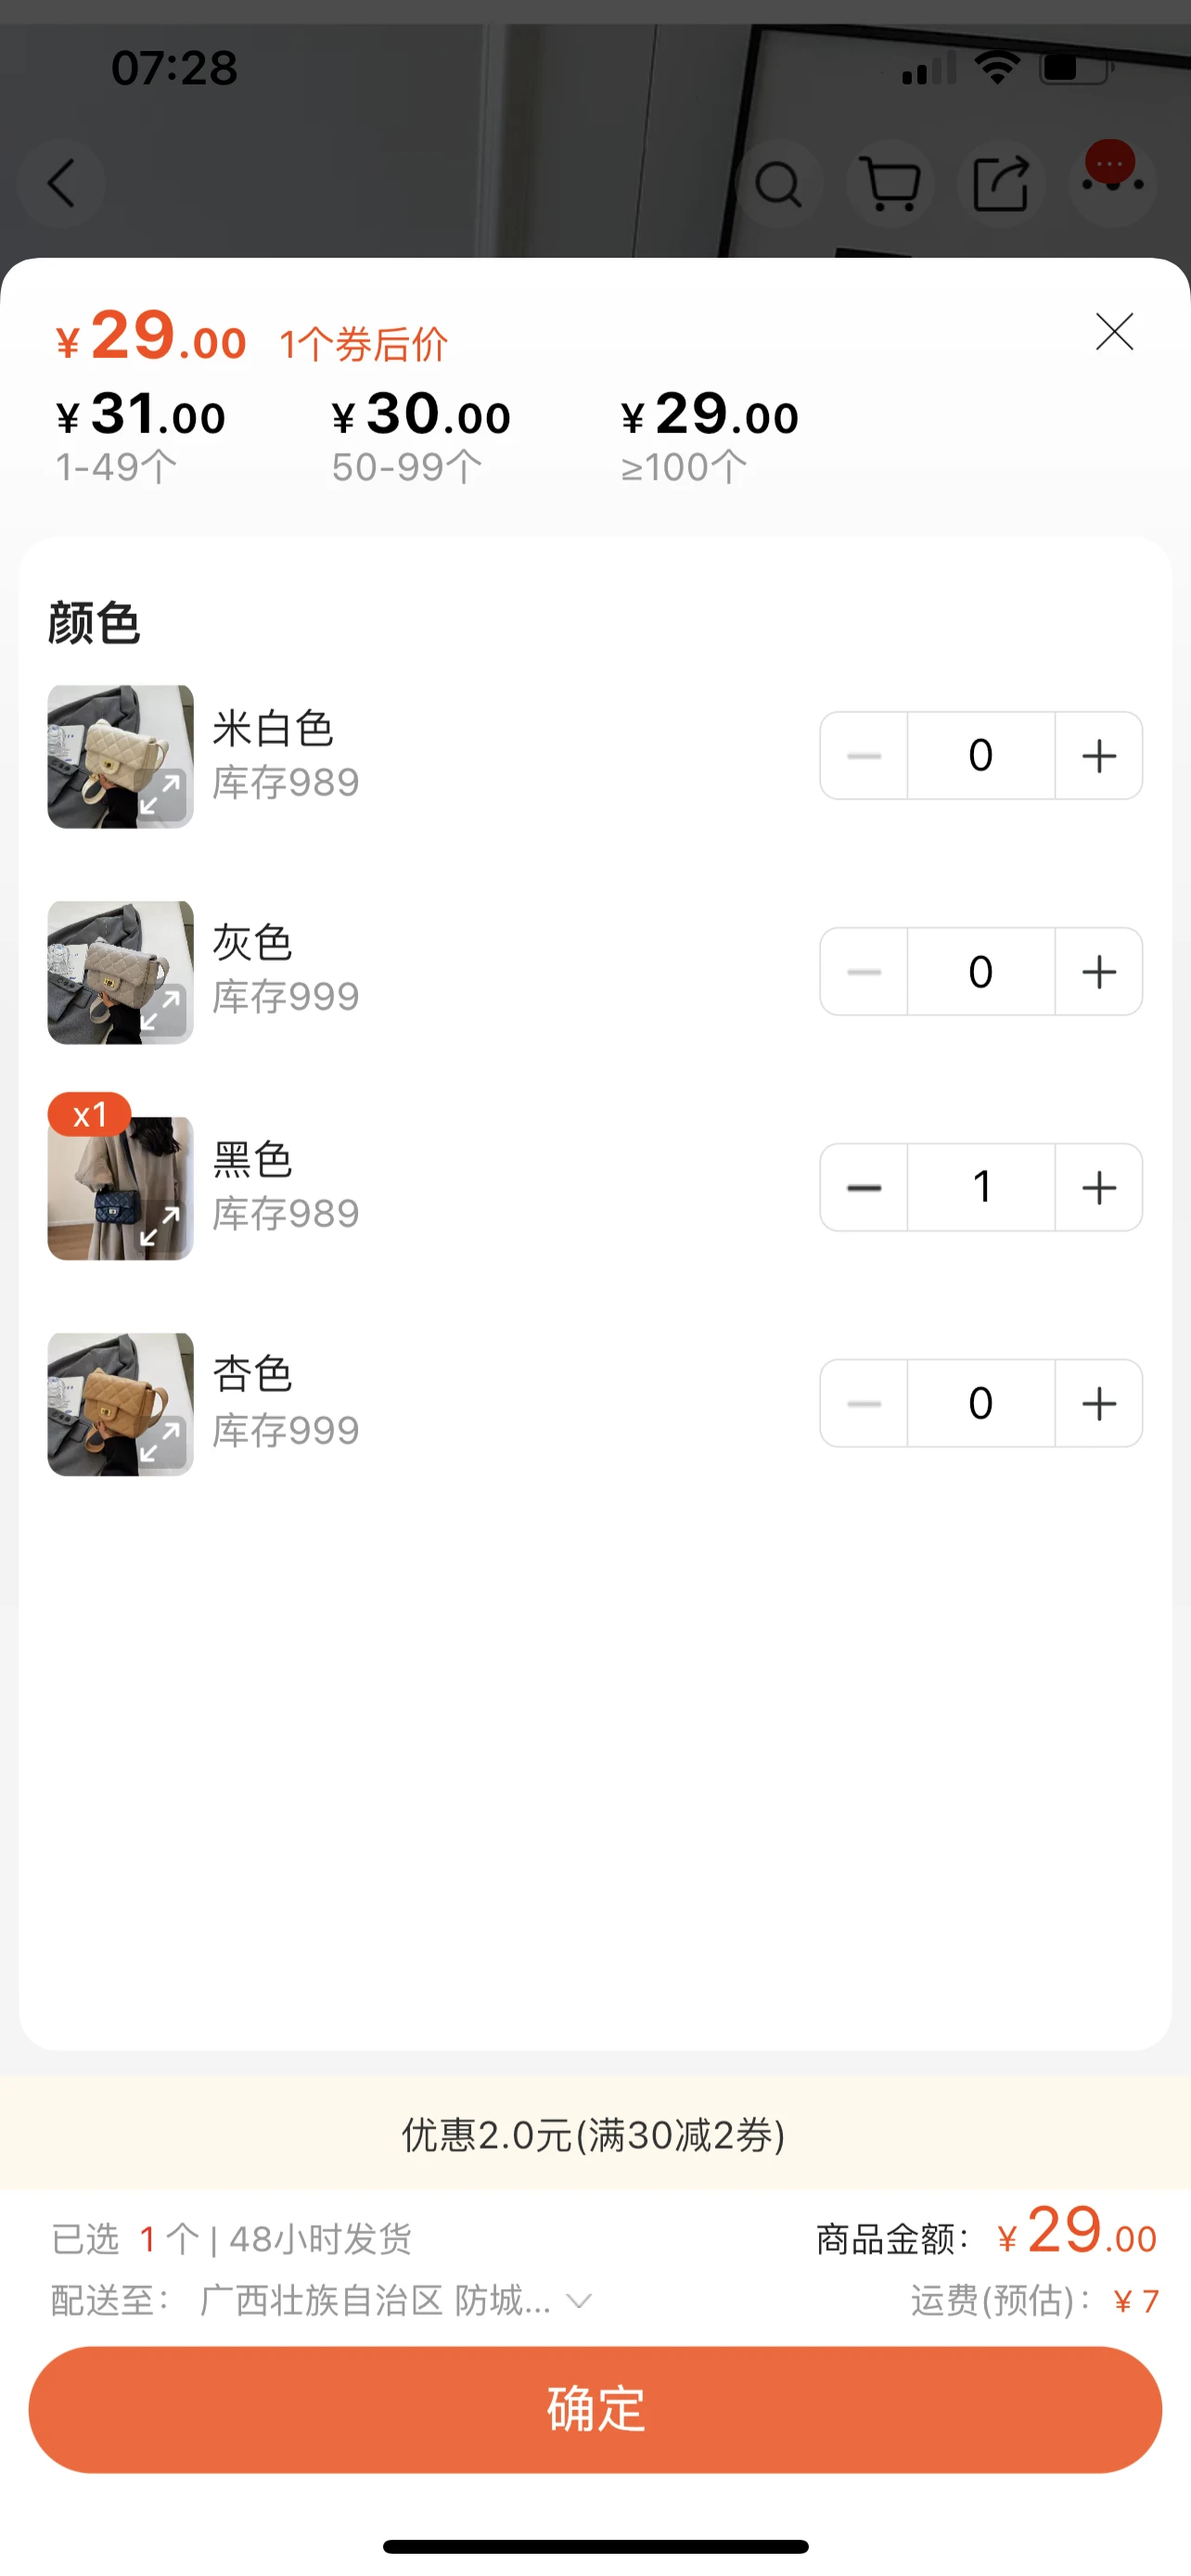 07:28
¥29.00 1个券后价
¥31.00 ¥30.00 ¥29.00
1-49个 50-99个 ≥100个
颜色
米白色
库存989
0
灰色
库存999
0
x1
黑色
库存989
1
杏色
库存999
0
优惠2.0元(满30减2券)
已选 1 个 | 48小时发货 商品金额：¥29.00
配送至： 广西壮族自治区 防城... 运费(预估)：¥7
确定